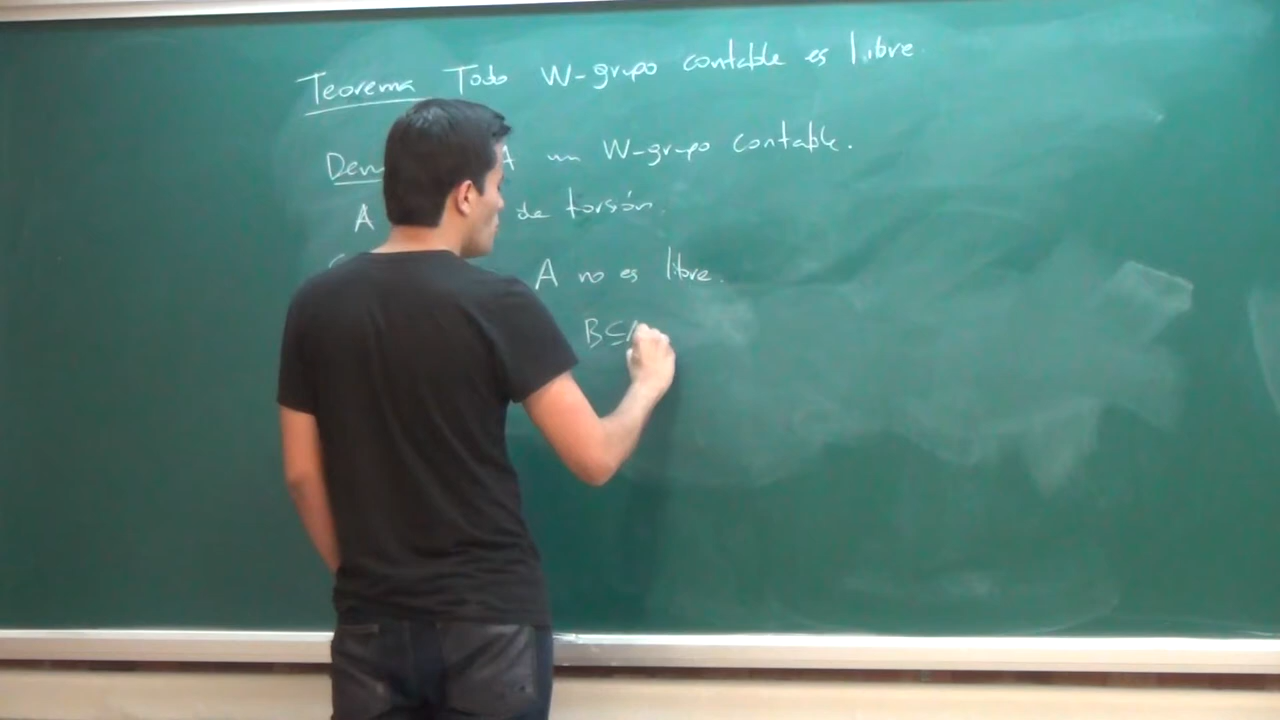 Teorema Todo W-grupo contable es libre.
Dem A un W-grupo contable.
A de torsión.
A no es libre.
B⊆A